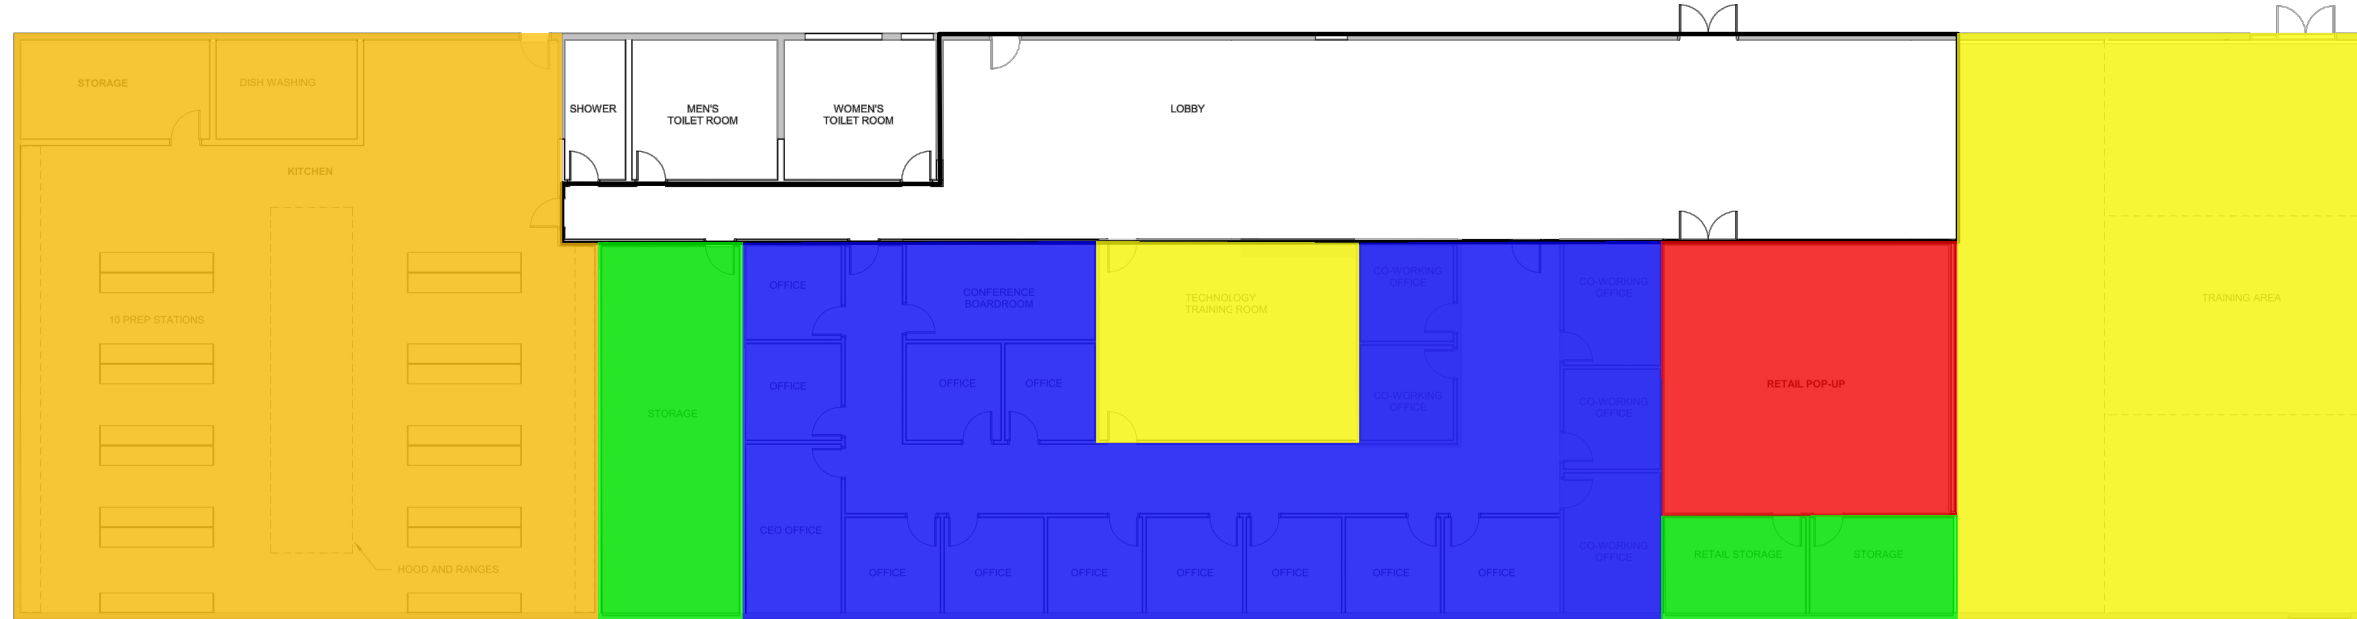 STORAGE
DISH WASHING
KITCHEN
10 PREP STATIONS
HOOD AND RANGES
SHOWER
MEN'S
TOILET ROOM
WOMEN'S
TOILET ROOM
LOBBY
STORAGE
OFFICE
OFFICE
CEO OFFICE
CONFERENCE
BOARDROOM
OFFICE
OFFICE
TECHNOLOGY
TRAINING ROOM
CO-WORKING
OFFICE
CO-WORKING
OFFICE
CO-WORKING
OFFICE
CO-WORKING
OFFICE
CO-WORKING
OFFICE
OFFICE
OFFICE
OFFICE
OFFICE
OFFICE
OFFICE
OFFICE
RETAIL POP-UP
RETAIL STORAGE
STORAGE
TRAINING AREA